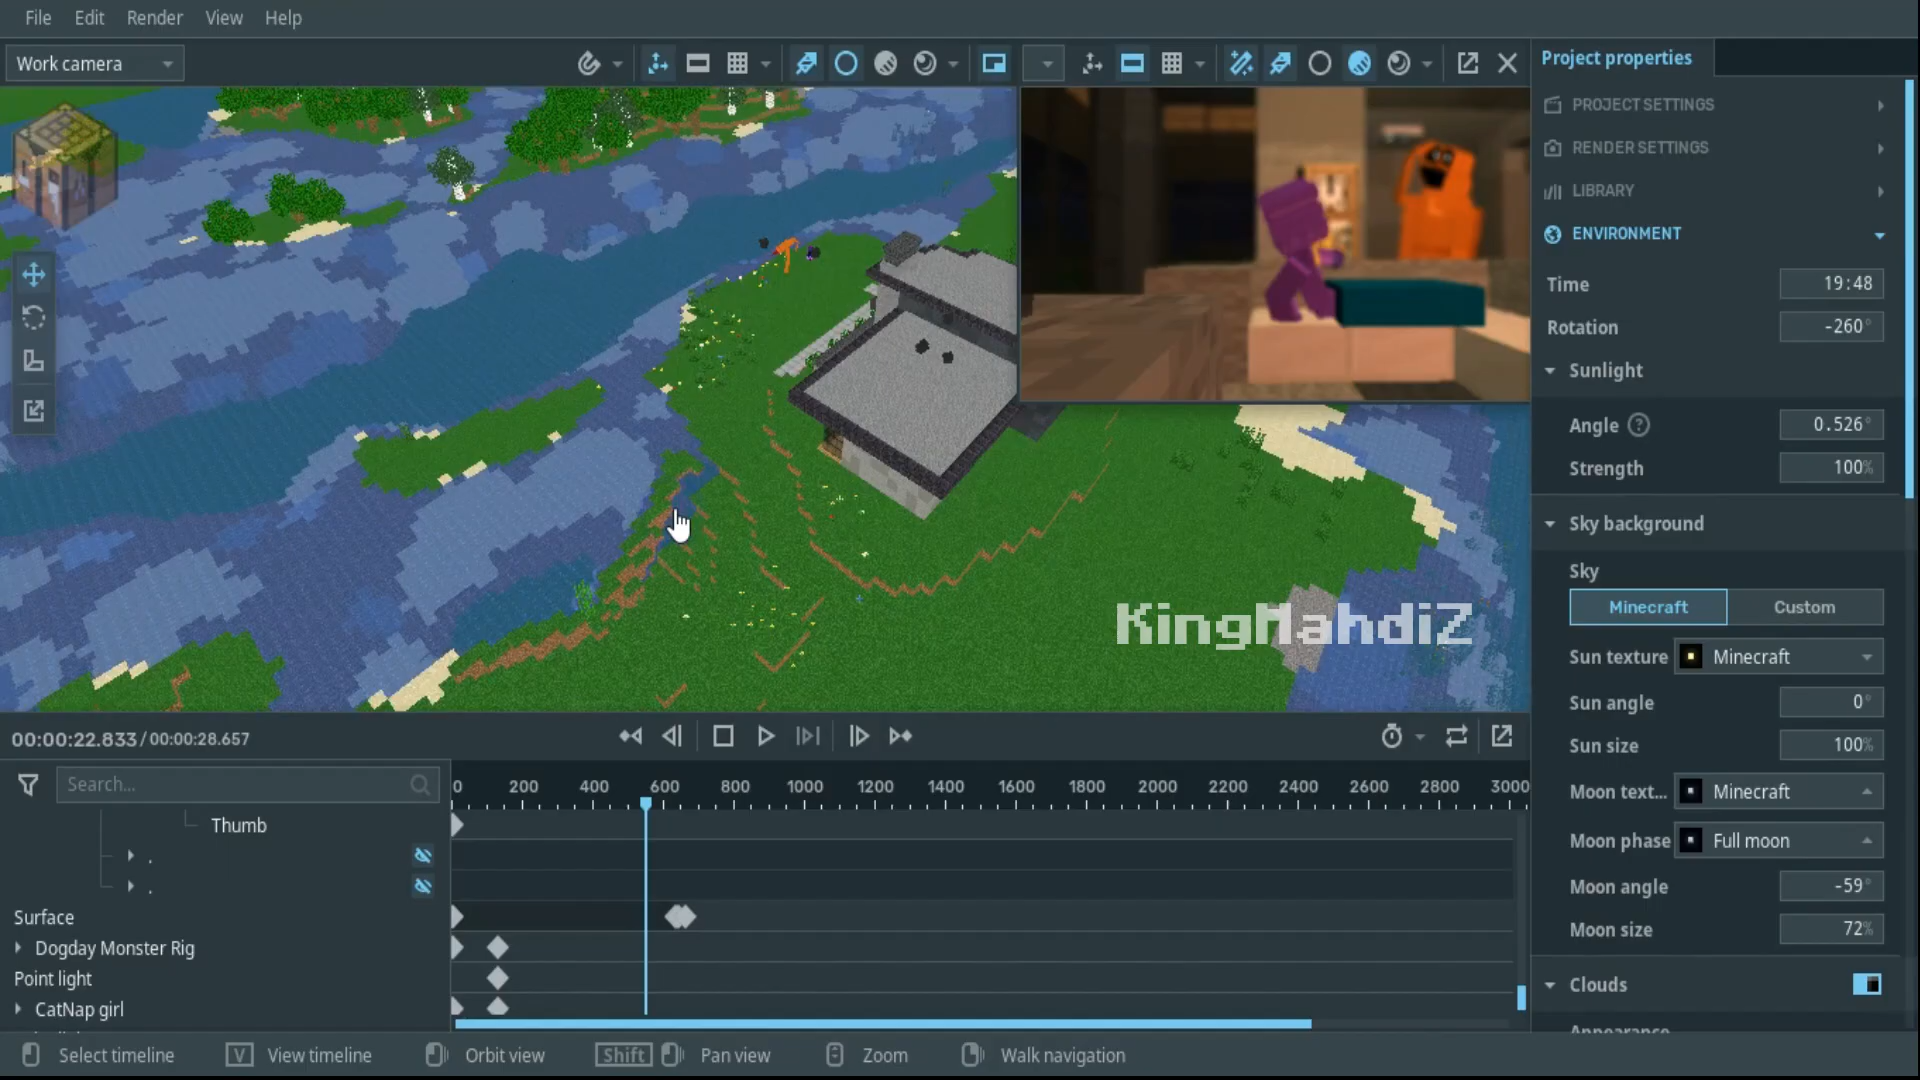 File Edit Render View Help
Work camera
Project properties
PROJECT SETTINGS
RENDER SETTINGS
LIBRARY
ENVIRONMENT
Time 19:48
Rotation -260°
Sunlight
Angle ? 0.526°
Strength 100%
Sky background
Sky
Minecraft Custom
Sun texture Minecraft
Sun angle 0°
Sun size 100%
Moon text... Minecraft
Moon phase Full moon
Moon angle -59°
Moon size 72%
Clouds
KingMahdiZ
00:00:22.833/00:00:28.657
Search...
0 200 400 600 800 1000 1200 1400 1600 1800 2000 2200 2400 2600 2800 3000
Thumb
.
.
Surface
Dogday Monster Rig
Point light
CatNap girl
Select timeline V View timeline Orbit view Shift Pan view Zoom Walk navigation